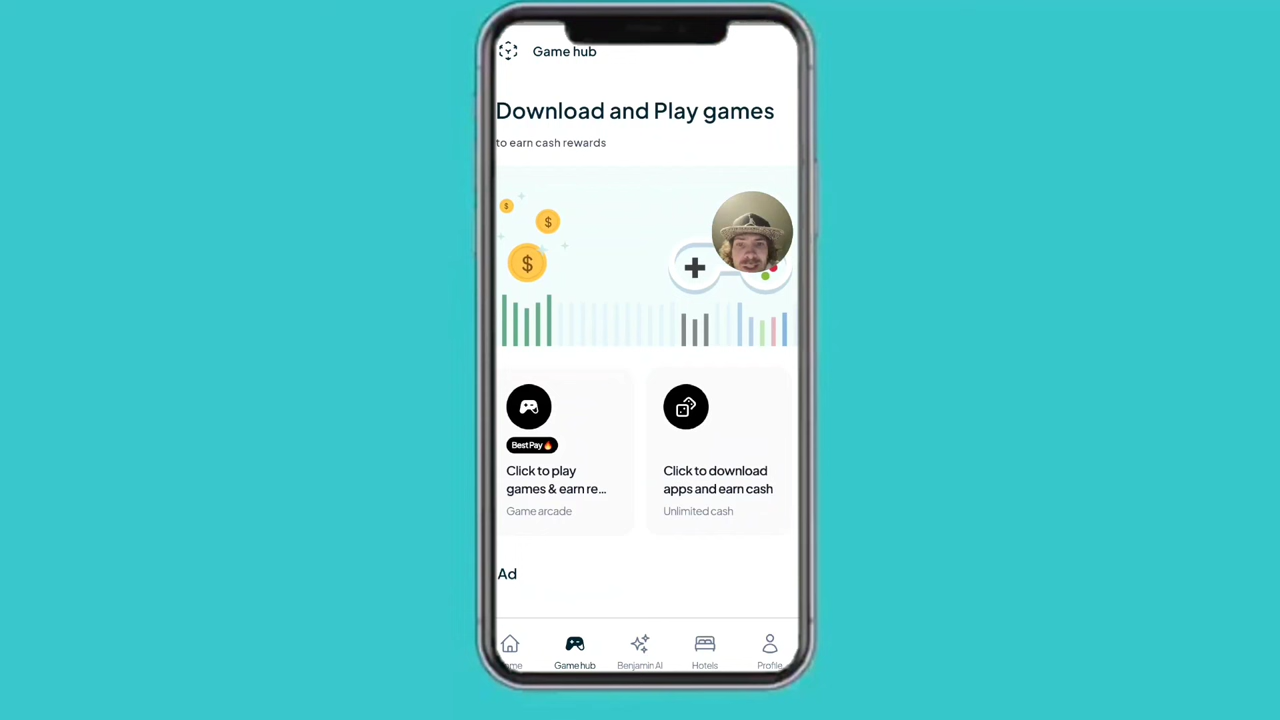 Game hub
Download and Play games
to earn cash rewards
$
$
$
Best Pay🔥
Click to play
games & earn re...
Game arcade
Click to download
apps and earn cash
Unlimited cash
Ad
ome
Game hub
Benjamin AI
Hotels
Profile